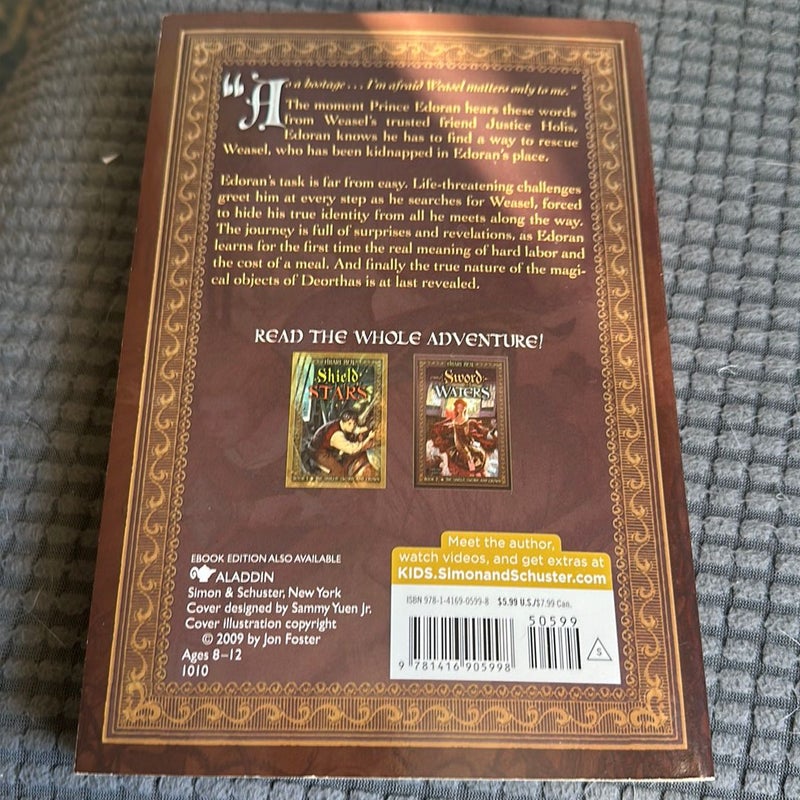 “As a hostage . . . I’m afraid Weasel matters only to me.”
The moment Prince Edoran hears these words
from Weasel’s trusted friend Justice Holis,
Edoran knows he has to find a way to rescue
Weasel, who has been kidnapped in Edoran’s place.
Edoran’s task is far from easy. Life-threatening challenges
greet him at every step as he searches for Weasel, forced
to hide his true identity from all he meets along the way.
The journey is full of surprises and revelations, as Edoran
learns for the first time the real meaning of hard labor and
the cost of a meal. And finally the true nature of the magi-
cal objects of Deorthas is at last revealed.
READ THE WHOLE ADVENTURE!
Shield
STARS
Sword
WATERS
EBOOK EDITION ALSO AVAILABLE
ALADDIN
Simon & Schuster, New York
Cover designed by Sammy Yuen Jr.
Cover illustration copyright
© 2009 by Jon Foster
Ages 8–12
1010
Meet the author,
watch videos, and get extras at
KIDS.SimonandSchuster.com
ISBN 978-1-4169-0599-8 $5.99 U.S./$7.99 Can.
50599
9 781416 905998
S